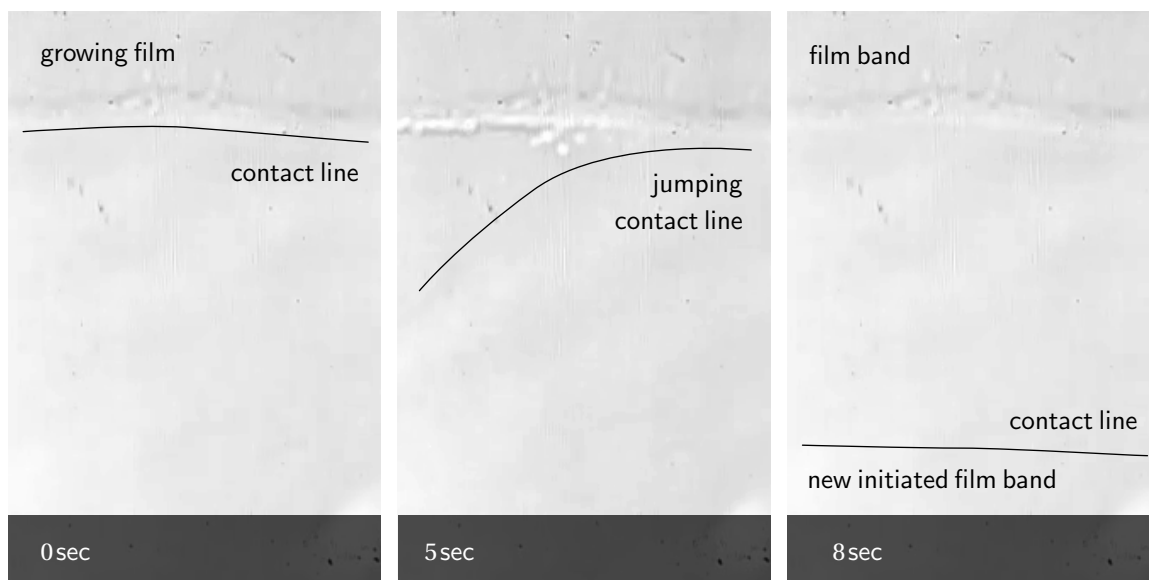 growing film
contact line
0 sec
jumping
contact line
5 sec
film band
contact line
new initiated film band
8 sec